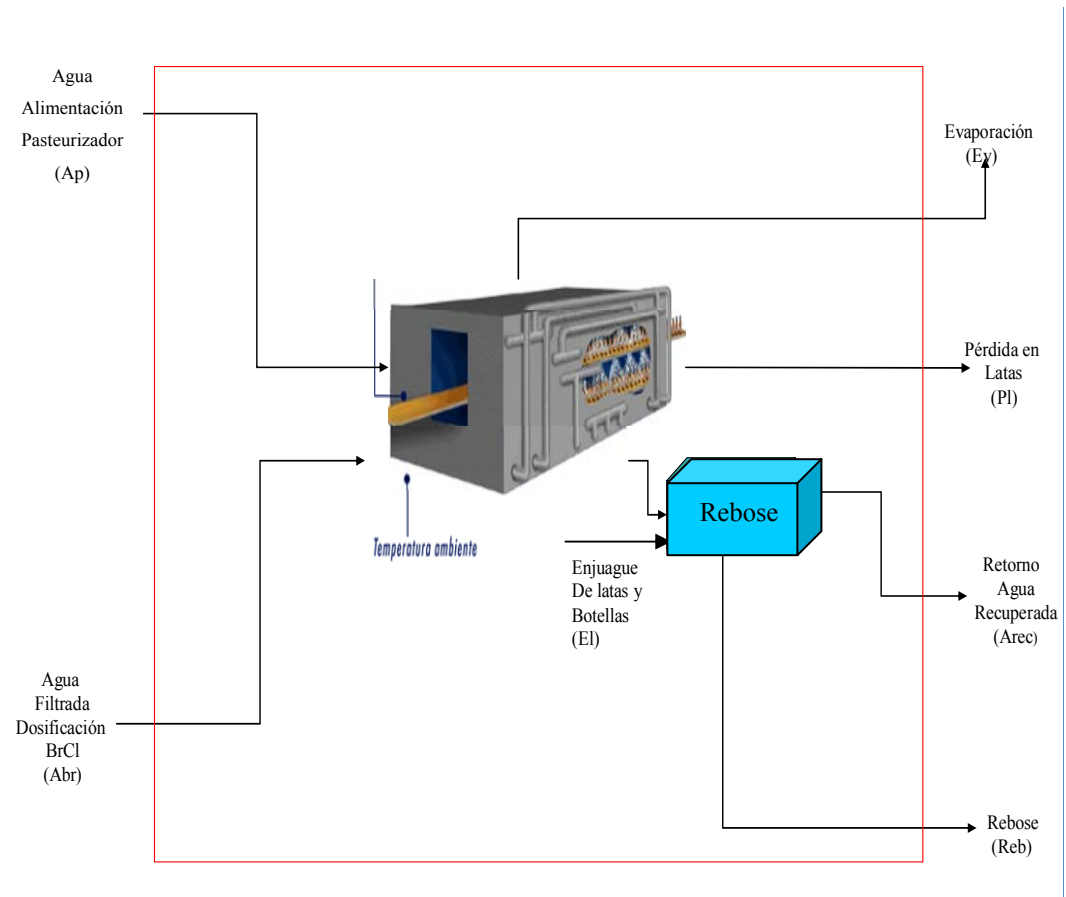 Agua
Alimentación
Pasteurizador
(Ap)
Evaporación
(Ev)
Pérdida en
Latas
(Pl)
Rebose
Temperatura ambiente
Enjuague
De latas y
Botellas
(El)
Retorno
Agua
Recuperada
(Arec)
Agua
Filtrada
Dosificación
BrCl
(Abr)
Rebose
(Reb)